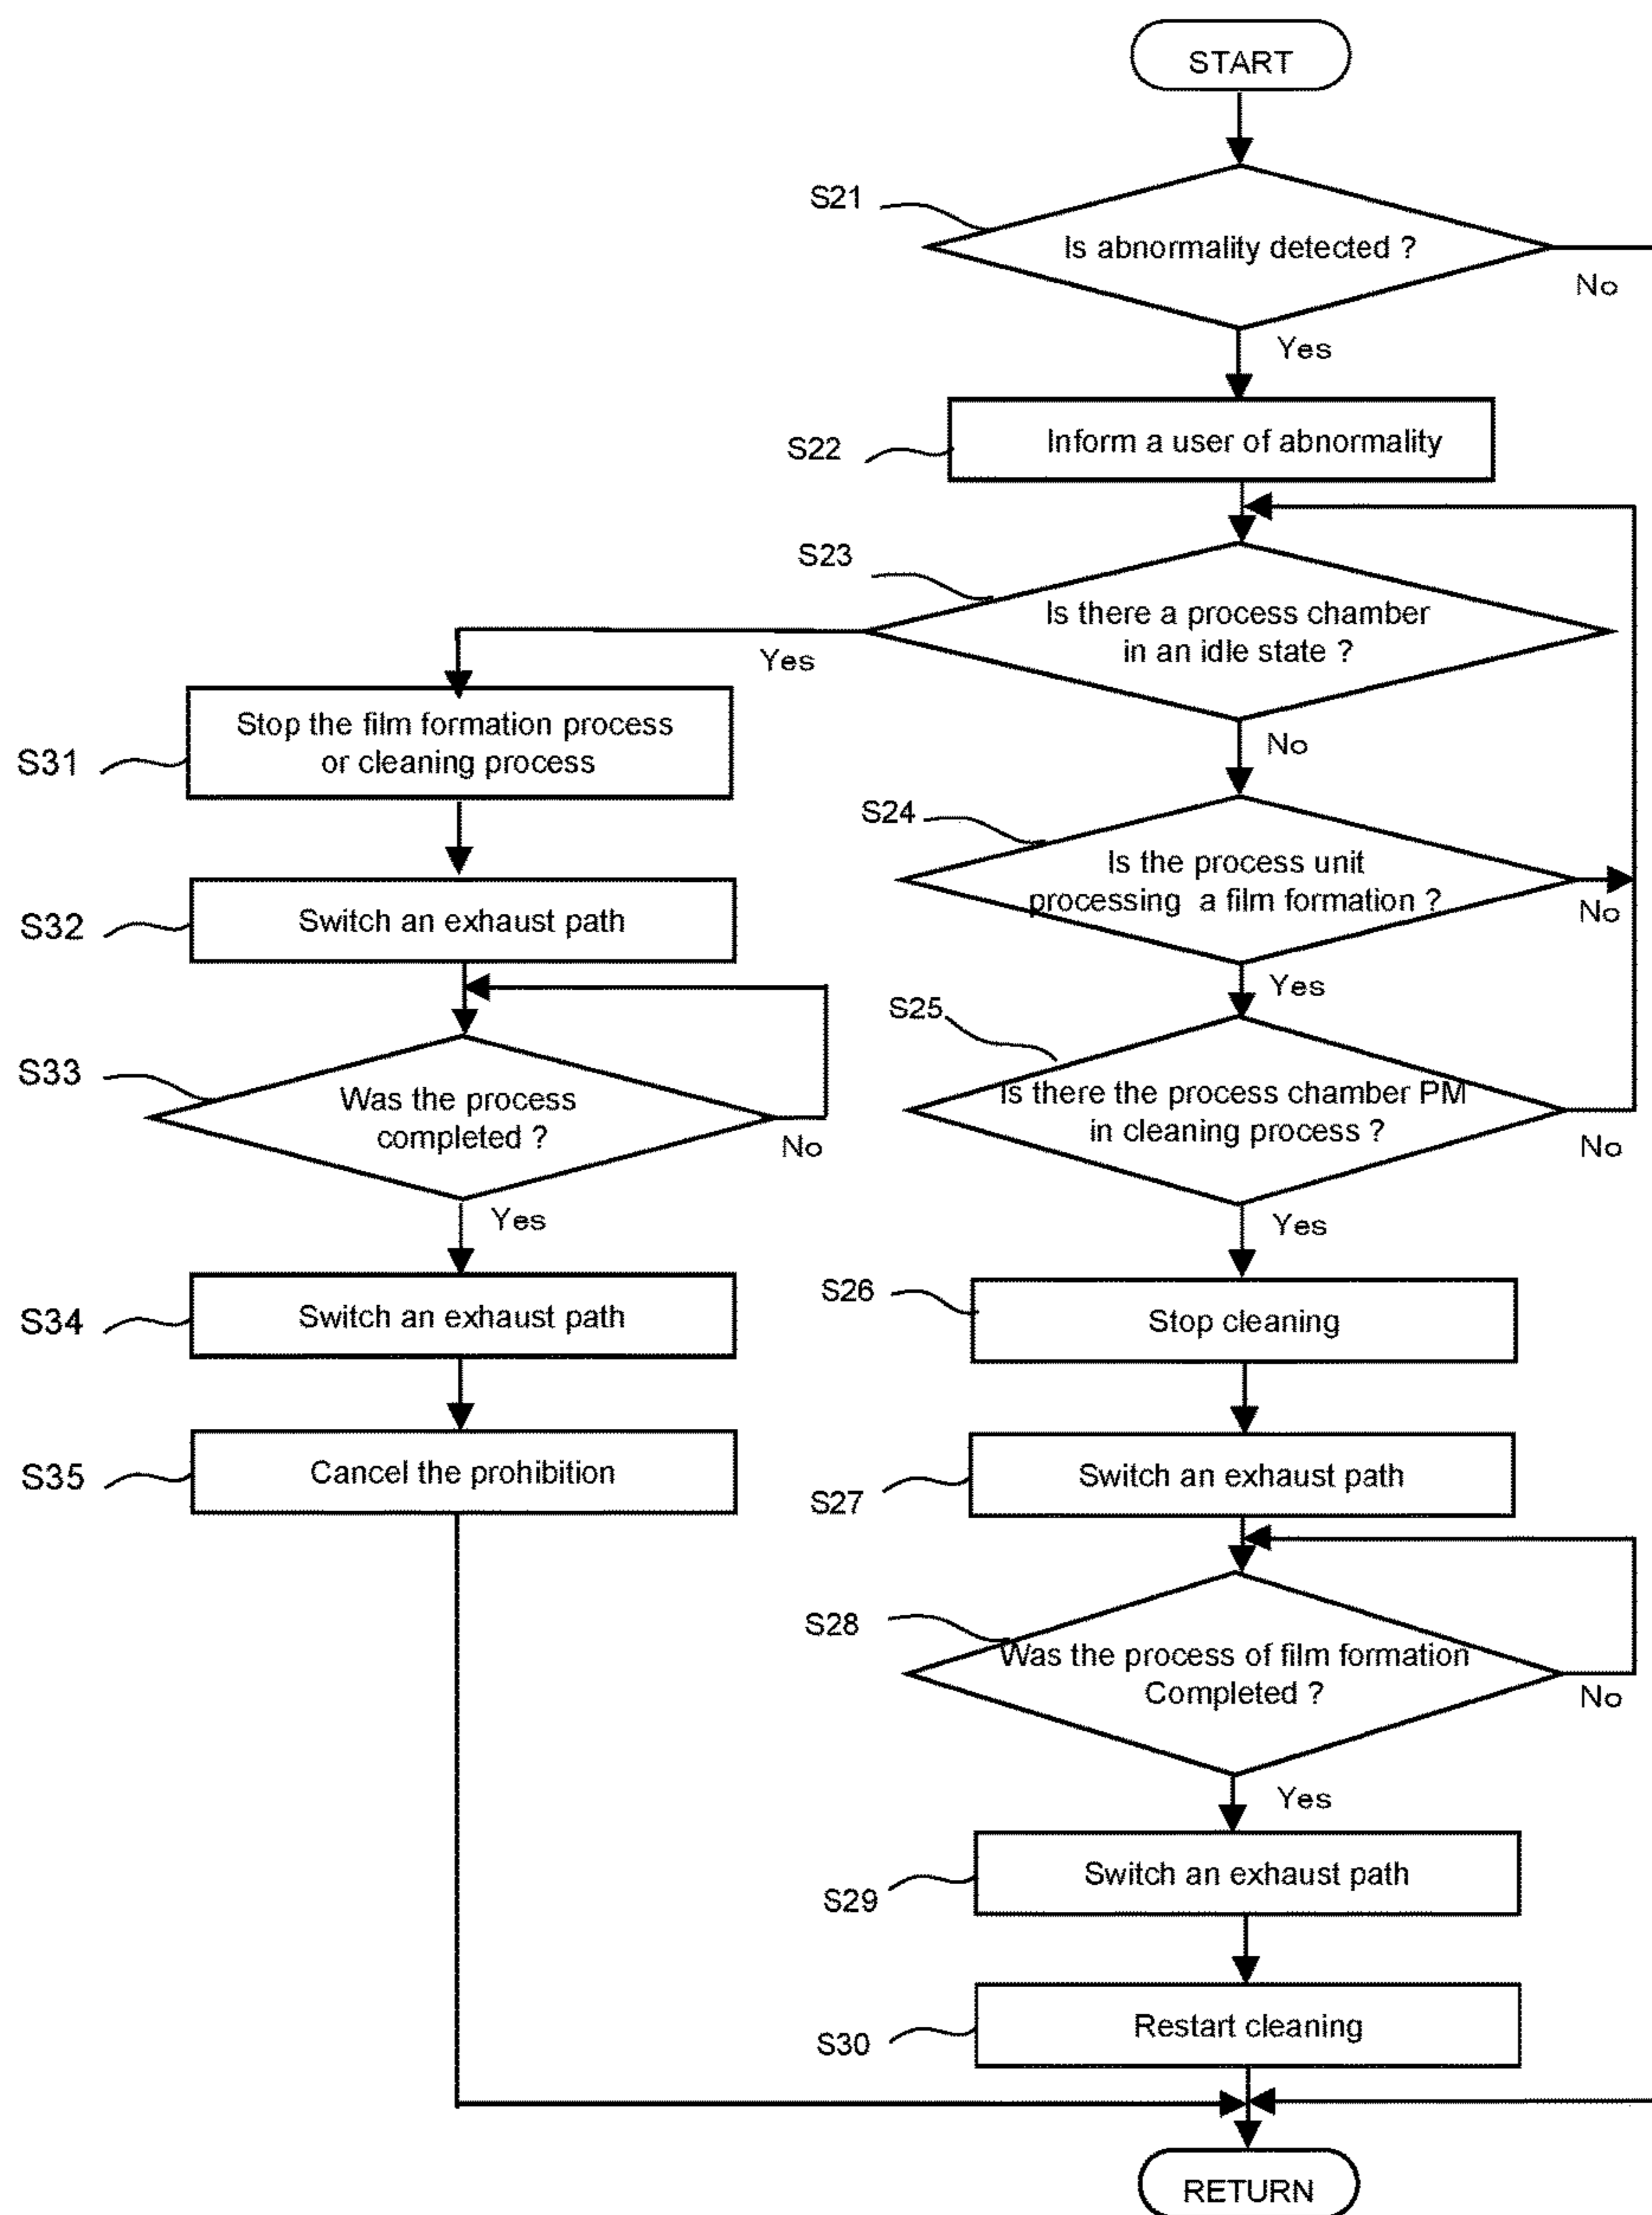 START
S21
Is abnormality detected ?
No
Yes
S22
Inform a user of abnormality
S23
Is there a process chamber
in an idle state ?
Yes
No
S31
Stop the film formation process
or cleaning process
S24
Is the process unit
processing a film formation ?
No
Yes
S32
Switch an exhaust path
S25
Is there the process chamber PM
in cleaning process ?
No
Yes
S33
Was the process
completed ?
No
Yes
S34
Switch an exhaust path
S26
Stop cleaning
S35
Cancel the prohibition
S27
Switch an exhaust path
S28
Was the process of film formation
Completed ?
No
Yes
S29
Switch an exhaust path
S30
Restart cleaning
RETURN